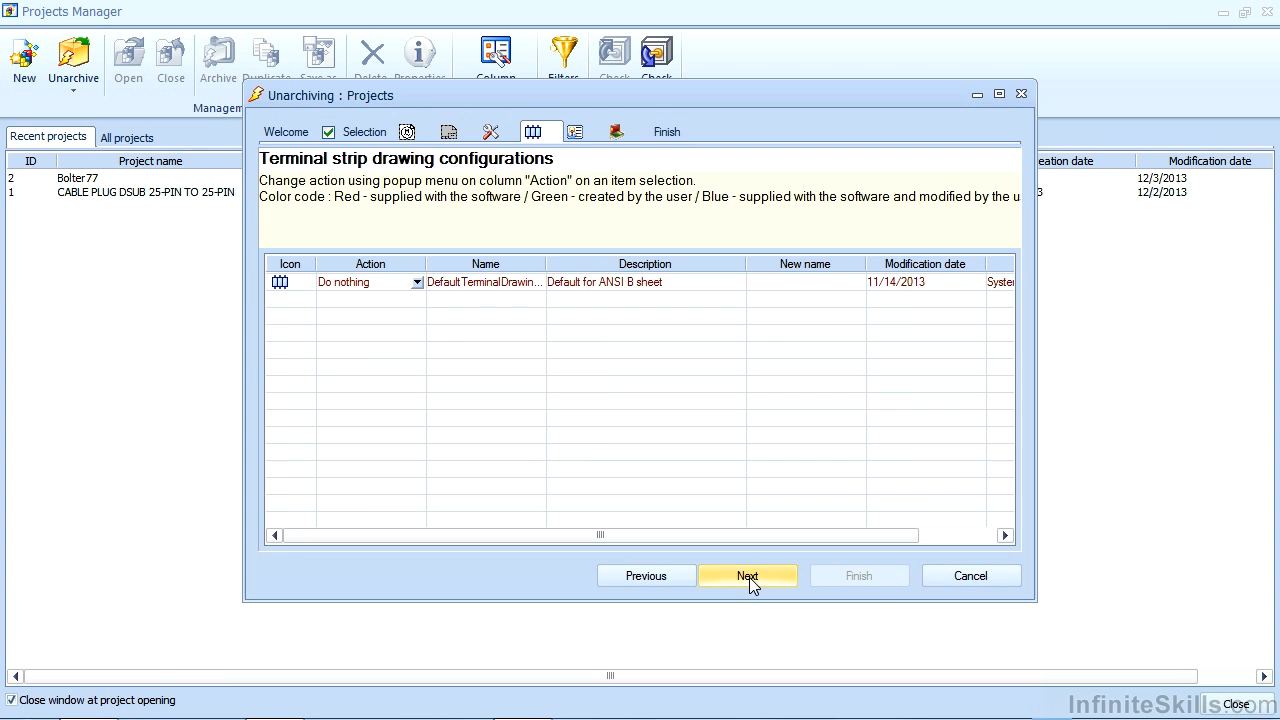 Projects Manager
New
Unarchive
Open
Close
Archive
Duplicate
Save as
Delete
Properties
Column
Filters
Check
Check
Managem
Unarchiving : Projects
Welcome
Selection
Finish
Recent projects
All projects
ID
Project name
eation date
Modification date
2
Bolter77
12/3/2013
1
CABLE PLUG DSUB 25-PIN TO 25-PIN
3
12/2/2013
Terminal strip drawing configurations
Change action using popup menu on column "Action" on an item selection.
Color code : Red - supplied with the software / Green - created by the user / Blue - supplied with the software and modified by the u
Icon
Action
Name
Description
New name
Modification date
Do nothing
DefaultTerminalDrawin...
Default for ANSI B sheet
11/14/2013
System
Previous
Next
Finish
Cancel
Close window at project opening
Close
InfiniteSkills.com